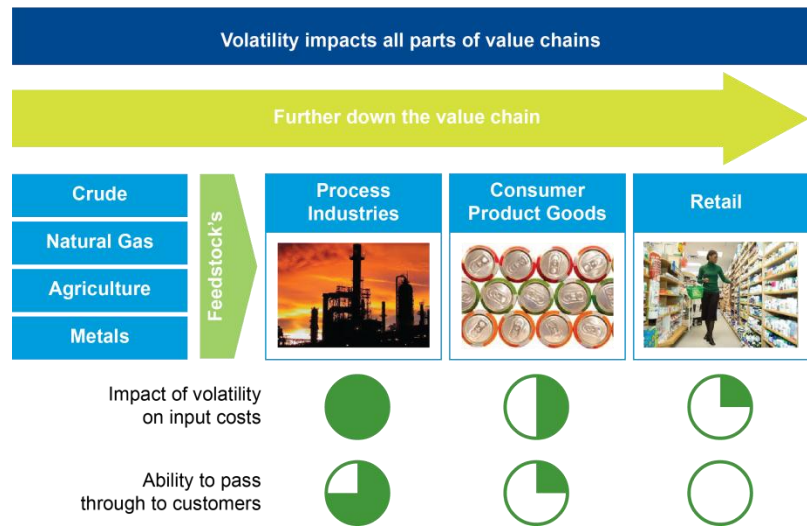 Volatility impacts all parts of value chains
Further down the value chain
Crude
Natural Gas
Agriculture
Metals
Feedstock's
Process
Industries
Consumer
Product Goods
Retail
Impact of volatility
on input costs
Ability to pass
through to customers